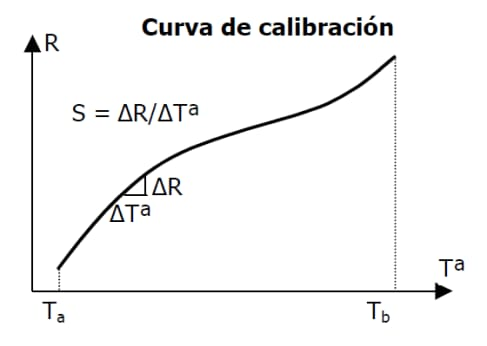 Curva de calibración
R
S = ΔR/ΔTª
ΔR
ΔTª
Tª
Tₐ
T_b